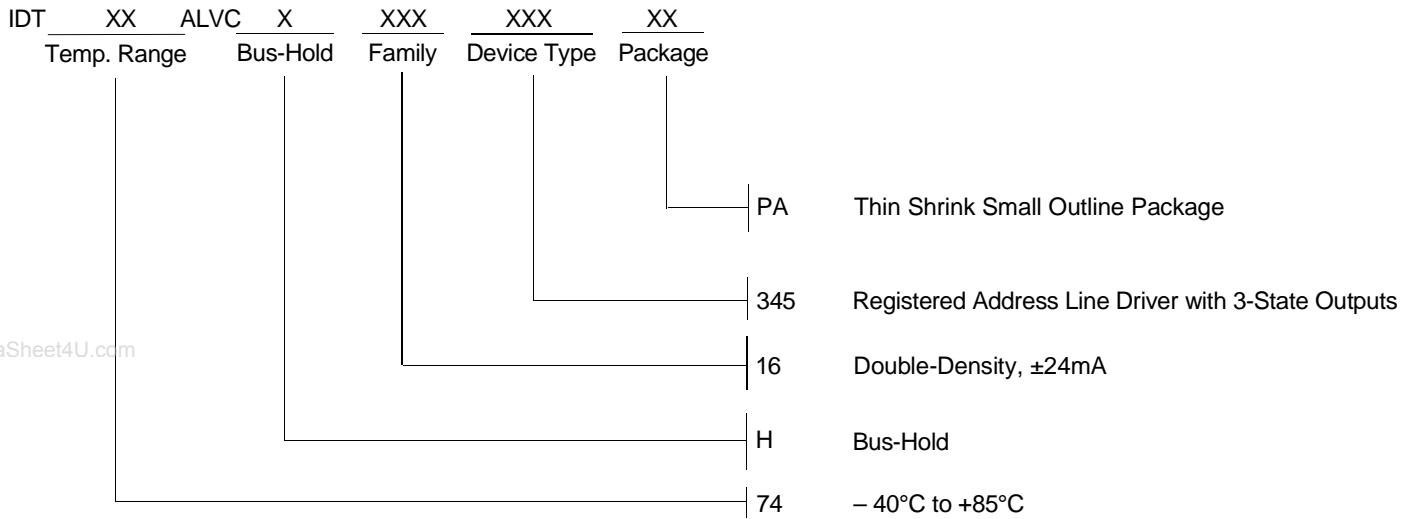 IDT XX ALVC X XXX XXX XX
Temp. Range Bus-Hold Family Device Type Package
PA Thin Shrink Small Outline Package
345 Registered Address Line Driver with 3-State Outputs
aSheet4U.com
16 Double-Density, ±24mA
H Bus-Hold
74 – 40°C to +85°C